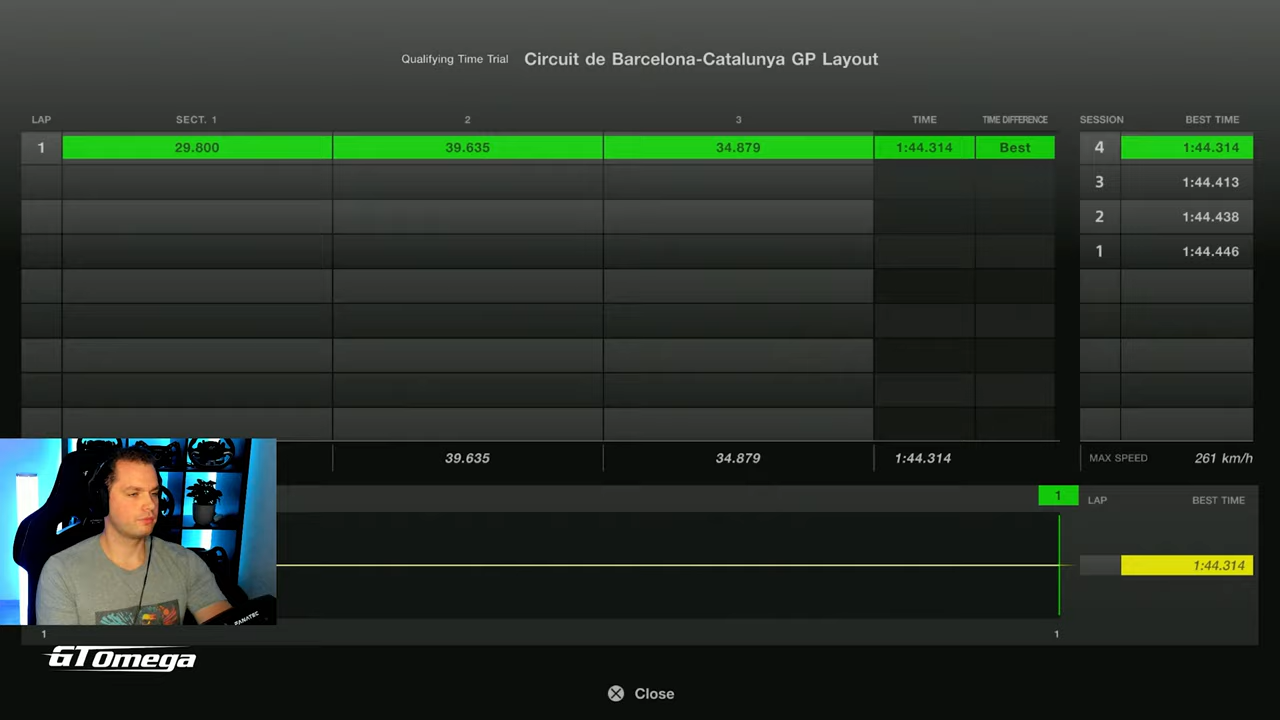 Qualifying Time Trial Circuit de Barcelona-Catalunya GP Layout
LAP SECT. 1 2 3 TIME TIME DIFFERENCE SESSION BEST TIME
1 29.800 39.635 34.879 1:44.314 Best 4 1:44.314
3 1:44.413
2 1:44.438
1 1:44.446
39.635 34.879 1:44.314 MAX SPEED 261 km/h
1 LAP BEST TIME
1:44.314
FANATEC
1 1
GT Omega
Close